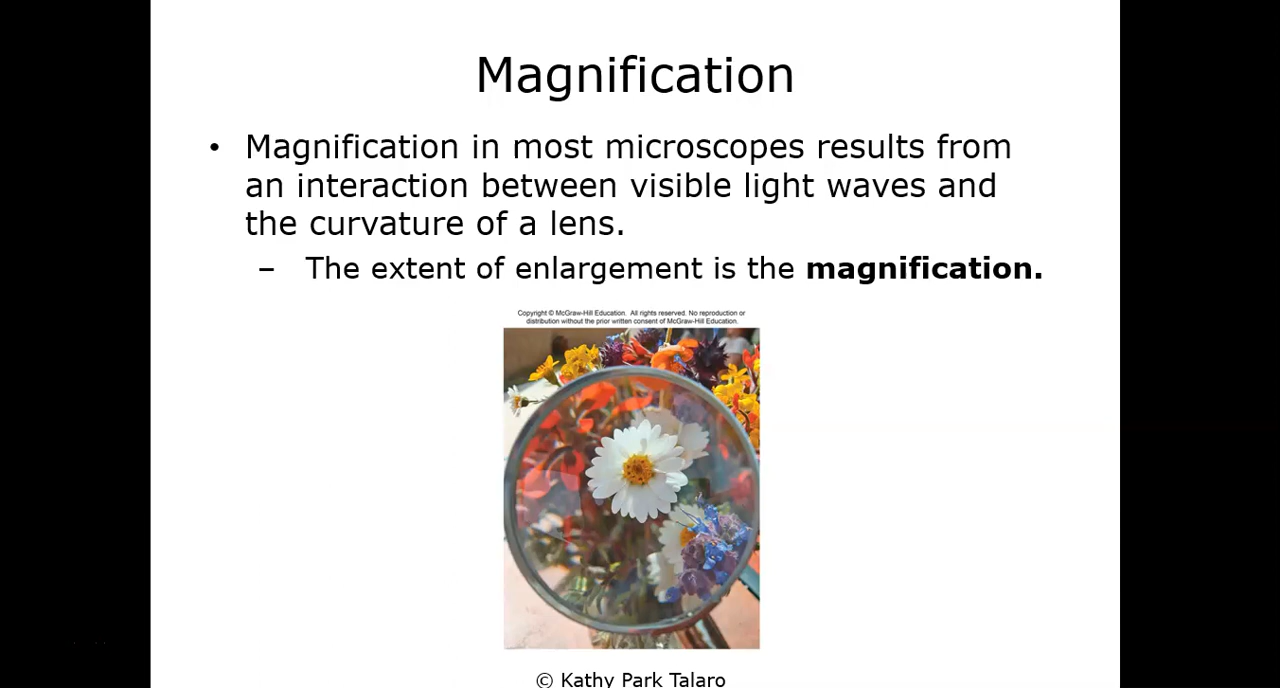 Magnification
• Magnification in most microscopes results from
an interaction between visible light waves and
the curvature of a lens.
– The extent of enlargement is the magnification.
Copyright © McGraw-Hill Education. All rights reserved. No reproduction or
distribution without the prior written consent of McGraw-Hill Education.
© Kathy Park Talaro